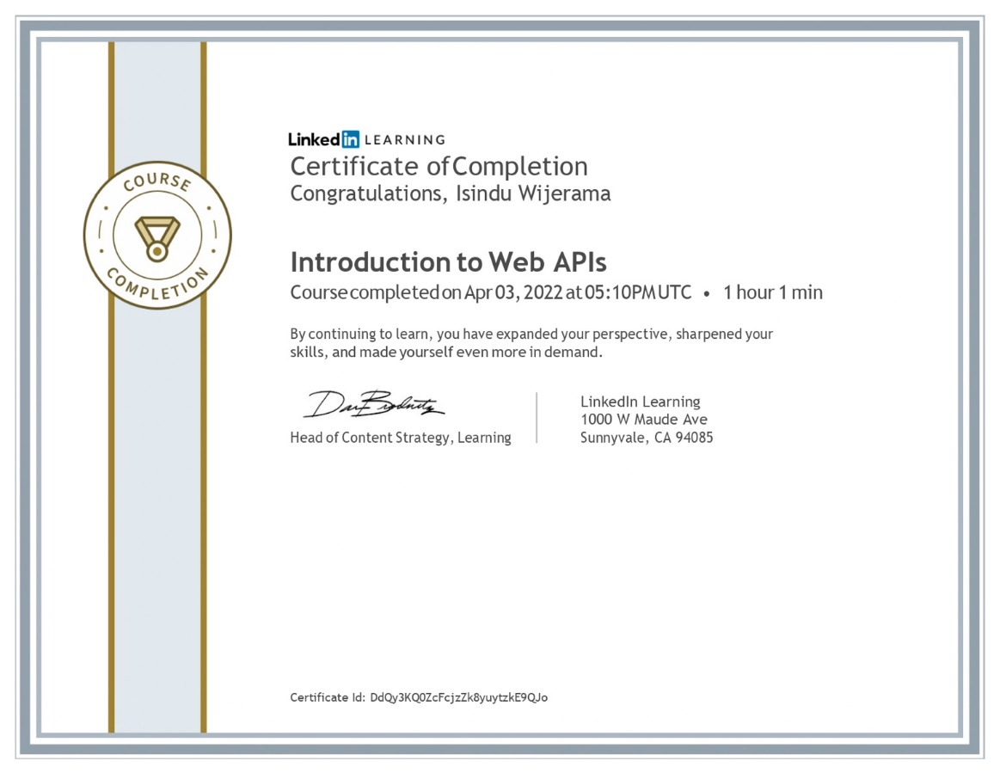 LinkedIn LEARNING
Certificate of Completion
Congratulations, Isindu Wijerama
COURSE
COMPLETION
Introduction to Web APIs
Course completed on Apr 03, 2022 at 05:10PM UTC • 1 hour 1 min
By continuing to learn, you have expanded your perspective, sharpened your
skills, and made yourself even more in demand.
Head of Content Strategy, Learning
LinkedIn Learning
1000 W Maude Ave
Sunnyvale, CA 94085
Certificate Id: DdQy3KQ0ZcFcjzZk8yuytzkE9QJo